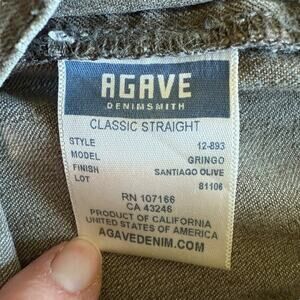 AGAVE
DENIMSMITH
CLASSIC STRAIGHT
STYLE 12-893
MODEL GRINGO
FINISH SANTIAGO OLIVE
LOT 81106
RN 107166
CA 43246
PRODUCT OF CALIFORNIA
UNITED STATES OF AMERICA
AGAVEDENIM.COM